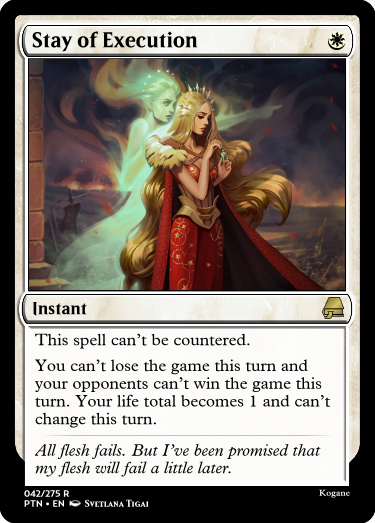 Stay of Execution
Instant
This spell can't be countered.
You can't lose the game this turn and
your opponents can't win the game this
turn. Your life total becomes 1 and can't
change this turn.
All flesh fails. But I've been promised that
my flesh will fail a little later.
042/275 R
Kogane
PTN • EN Svetlana Tigai